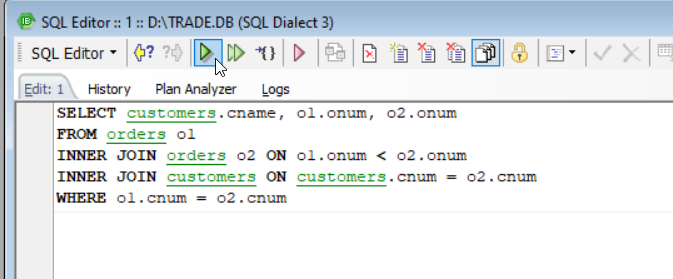 SQL Editor :: 1 :: D:\TRADE.DB (SQL Dialect 3)
SQL Editor
Edit: 1 History Plan Analyzer Logs
SELECT customers.cname, o1.onum, o2.onum
FROM orders o1
INNER JOIN orders o2 ON o1.onum < o2.onum
INNER JOIN customers ON customers.cnum = o2.cnum
WHERE o1.cnum = o2.cnum